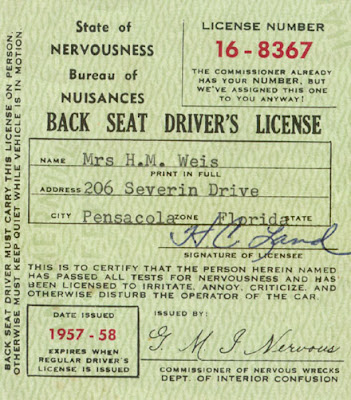 State of
NERVOUSNESS
Bureau of
NUISANCES
LICENSE NUMBER
16-8367
THE COMMISSIONER ALREADY
HAS YOUR NUMBER, BUT
WE'VE ASSIGNED THIS ONE
TO YOU ANYWAY!
BACK SEAT DRIVER'S LICENSE
NAME Mrs H.M. Weis
PRINT IN FULL
ADDRESS 206 Severin Drive
CITY Pensacola ZONE Florida STATE
H C Land
SIGNATURE OF LICENSEE
THIS IS TO CERTIFY THAT THE PERSON HEREIN NAMED
HAS PASSED ALL TESTS FOR NERVOUSNESS AND HAS
BEEN LICENSED TO IRRITATE, ANNOY, CRITICIZE, AND
OTHERWISE DISTURB THE OPERATOR OF THE CAR.
DATE ISSUED
1957-58
EXPIRES WHEN
REGULAR DRIVER'S
LICENSE IS ISSUED
ISSUED BY:
G. M. I Nervous
COMMISSIONER OF NERVOUS WRECKS
DEPT. OF INTERIOR CONFUSION
BACK SEAT DRIVER MUST CARRY THIS LICENSE ON PERSON,
OTHERWISE MUST KEEP QUIET WHILE VEHICLE IS IN MOTION